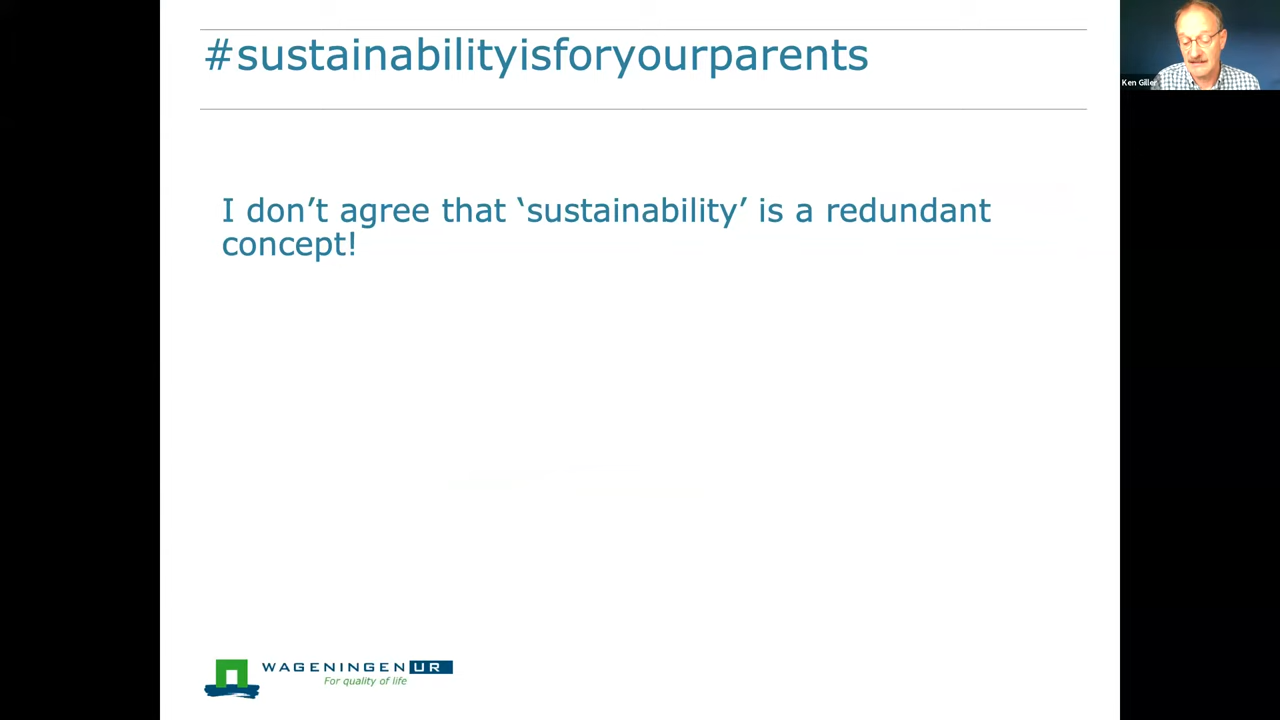 #sustainabilityisforyourparents
Ken Giller
I don’t agree that ‘sustainability’ is a redundant
concept!
WAGENINGEN UR
For quality of life